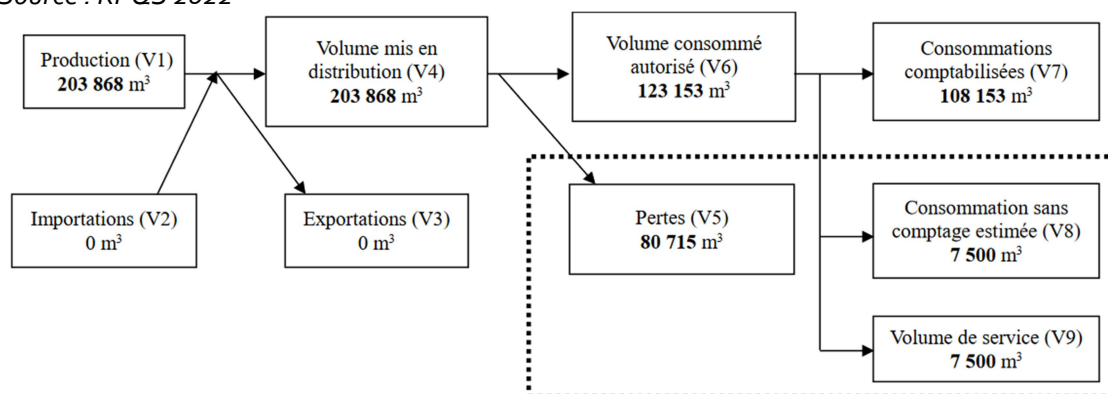 Source : RPQS 2022
Production (V1)
203 868 m³
Volume mis en
distribution (V4)
203 868 m³
Volume consommé
autorisé (V6)
123 153 m³
Consommations
comptabilisées (V7)
108 153 m³
Importations (V2)
0 m³
Exportations (V3)
0 m³
Pertes (V5)
80 715 m³
Consommation sans
comptage estimée (V8)
7 500 m³
Volume de service (V9)
7 500 m³